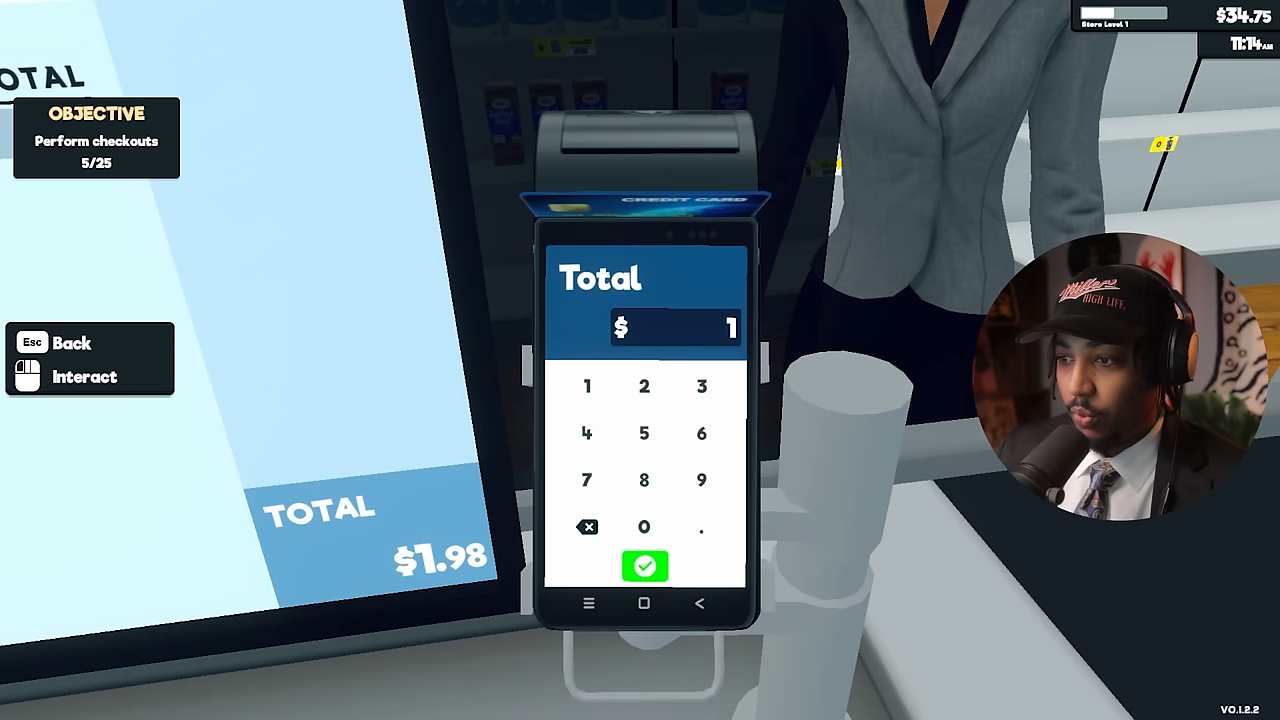 $34.75
Store Level 1
11:14AM
OTAL
OBJECTIVE
Perform checkouts
5/25
CREDIT CARD
Total
$ 1
Esc Back
Interact
1 2 3
4 5 6
7 8 9
0 .
TOTAL
$1.98
Miller
HIGH LIFE
V0.1.2.2